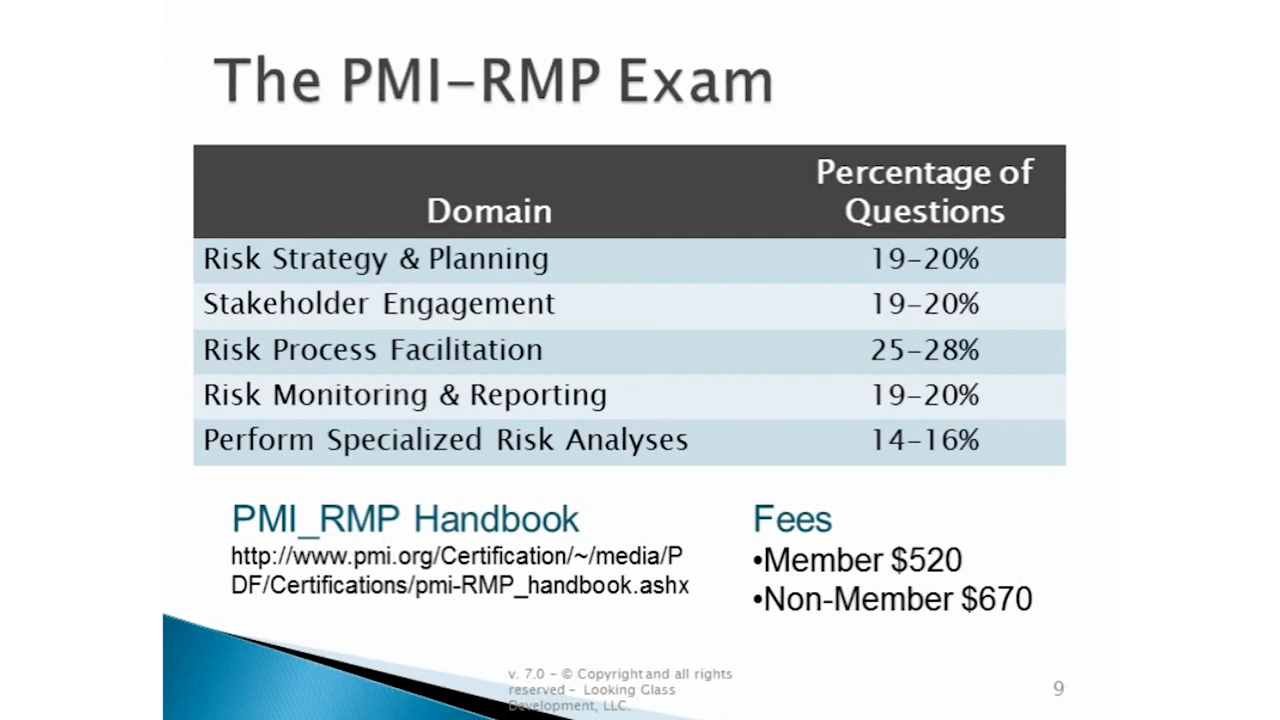 The PMI-RMP Exam
Domain
Percentage of
Questions
Risk Strategy & Planning 19-20%
Stakeholder Engagement 19-20%
Risk Process Facilitation 25-28%
Risk Monitoring & Reporting 19-20%
Perform Specialized Risk Analyses 14-16%
PMI_RMP Handbook
http://www.pmi.org/Certification/~/media/P
DF/Certifications/pmi-RMP_handbook.ashx
Fees
•Member $520
•Non-Member $670
v. 7.0 - © Copyright and all rights
reserved - Looking Glass
Development, LLC.
9